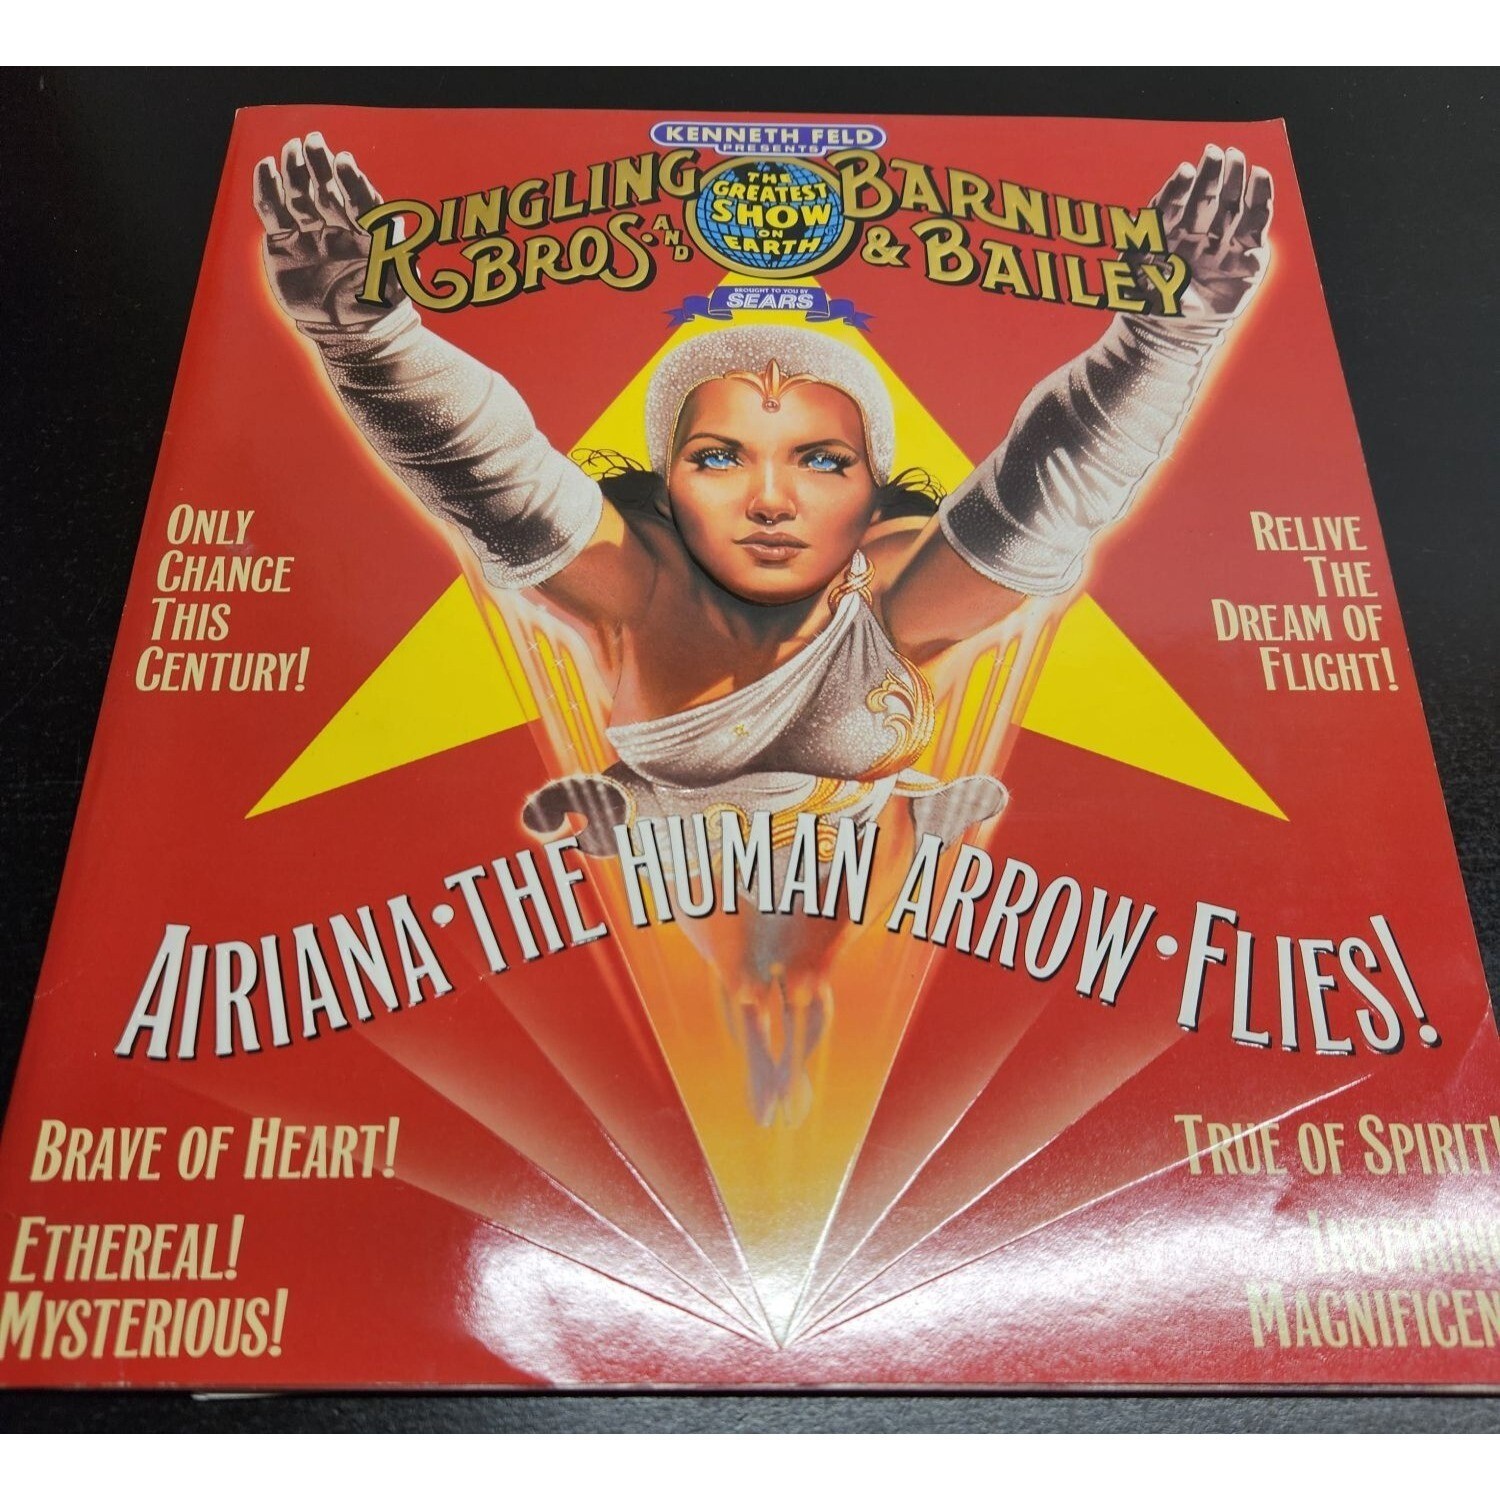 KENNETH FELD
PRESENTS
RINGLING BROS. AND
THE GREATEST SHOW ON EARTH
BARNUM & BAILEY
BROUGHT TO YOU BY
SEARS
ONLY
CHANCE
THIS
CENTURY!
RELIVE
THE
DREAM OF
FLIGHT!
AIRIANA • THE HUMAN ARROW • FLIES!
BRAVE OF HEART!
TRUE OF SPIRIT!
ETHEREAL!
MYSTERIOUS!
INSPIRIN
MAGNIFICEN